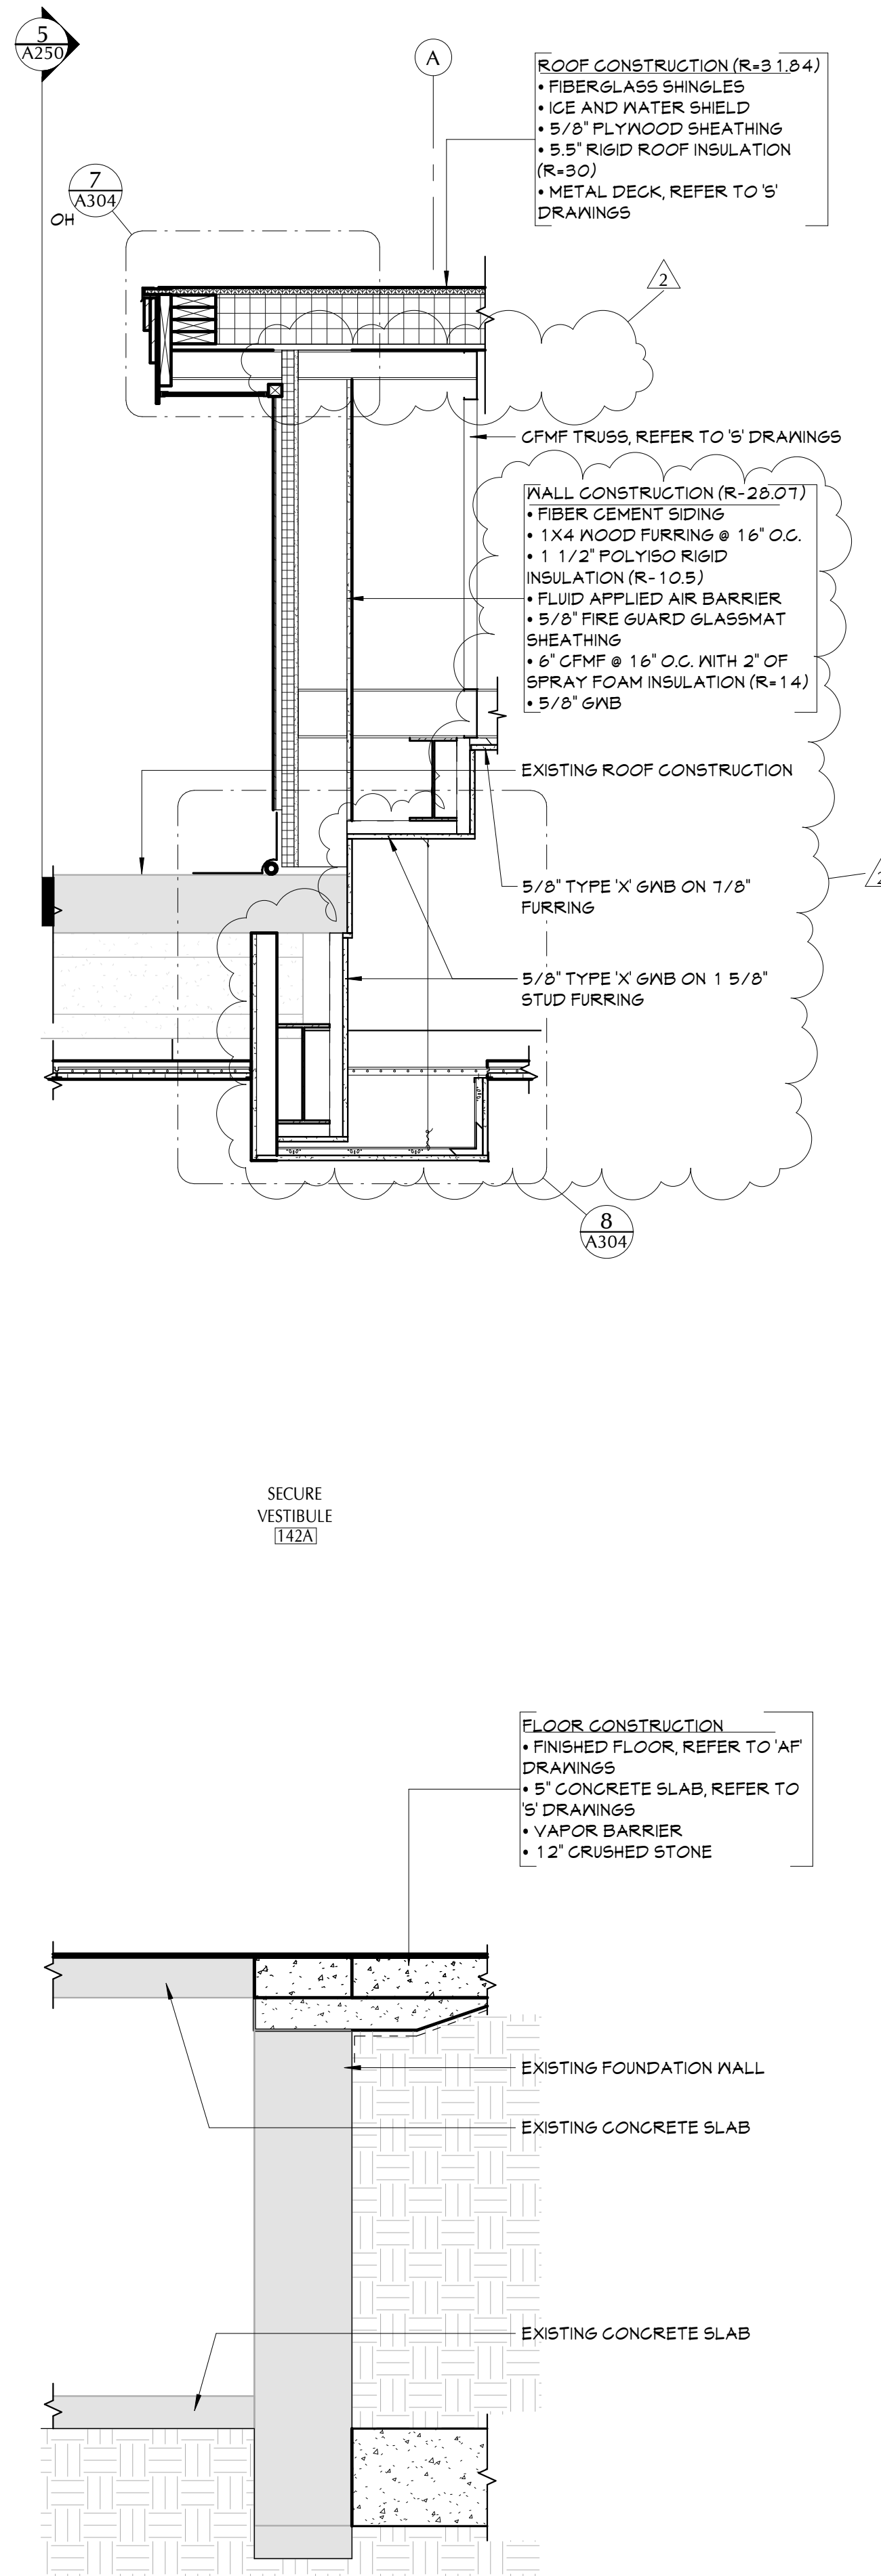 5
A250
A
ROOF CONSTRUCTION (R=31.84)
• FIBERGLASS SHINGLES
• ICE AND WATER SHIELD
• 5/8" PLYWOOD SHEATHING
• 5.5" RIGID ROOF INSULATION
(R=30)
• METAL DECK, REFER TO 'S'
DRAWINGS
7
A304
OH
2
CFMF TRUSS, REFER TO 'S' DRAWINGS
WALL CONSTRUCTION (R-28.07)
• FIBER CEMENT SIDING
• 1X4 WOOD FURRING @ 16" O.C.
• 1 1/2" POLYISO RIGID
INSULATION (R-10.5)
• FLUID APPLIED AIR BARRIER
• 5/8" FIRE GUARD GLASSMAT
SHEATHING
• 6" CFMF @ 16" O.C. WITH 2" OF
SPRAY FOAM INSULATION (R=14)
• 5/8" GWB
EXISTING ROOF CONSTRUCTION
2
5/8" TYPE 'X' GWB ON 7/8"
FURRING
5/8" TYPE 'X' GWB ON 1 5/8"
STUD FURRING
8
A304
SECURE
VESTIBULE
142A
FLOOR CONSTRUCTION
• FINISHED FLOOR, REFER TO 'AF'
DRAWINGS
• 5" CONCRETE SLAB, REFER TO
'S' DRAWINGS
• VAPOR BARRIER
• 12" CRUSHED STONE
EXISTING FOUNDATION WALL
EXISTING CONCRETE SLAB
EXISTING CONCRETE SLAB